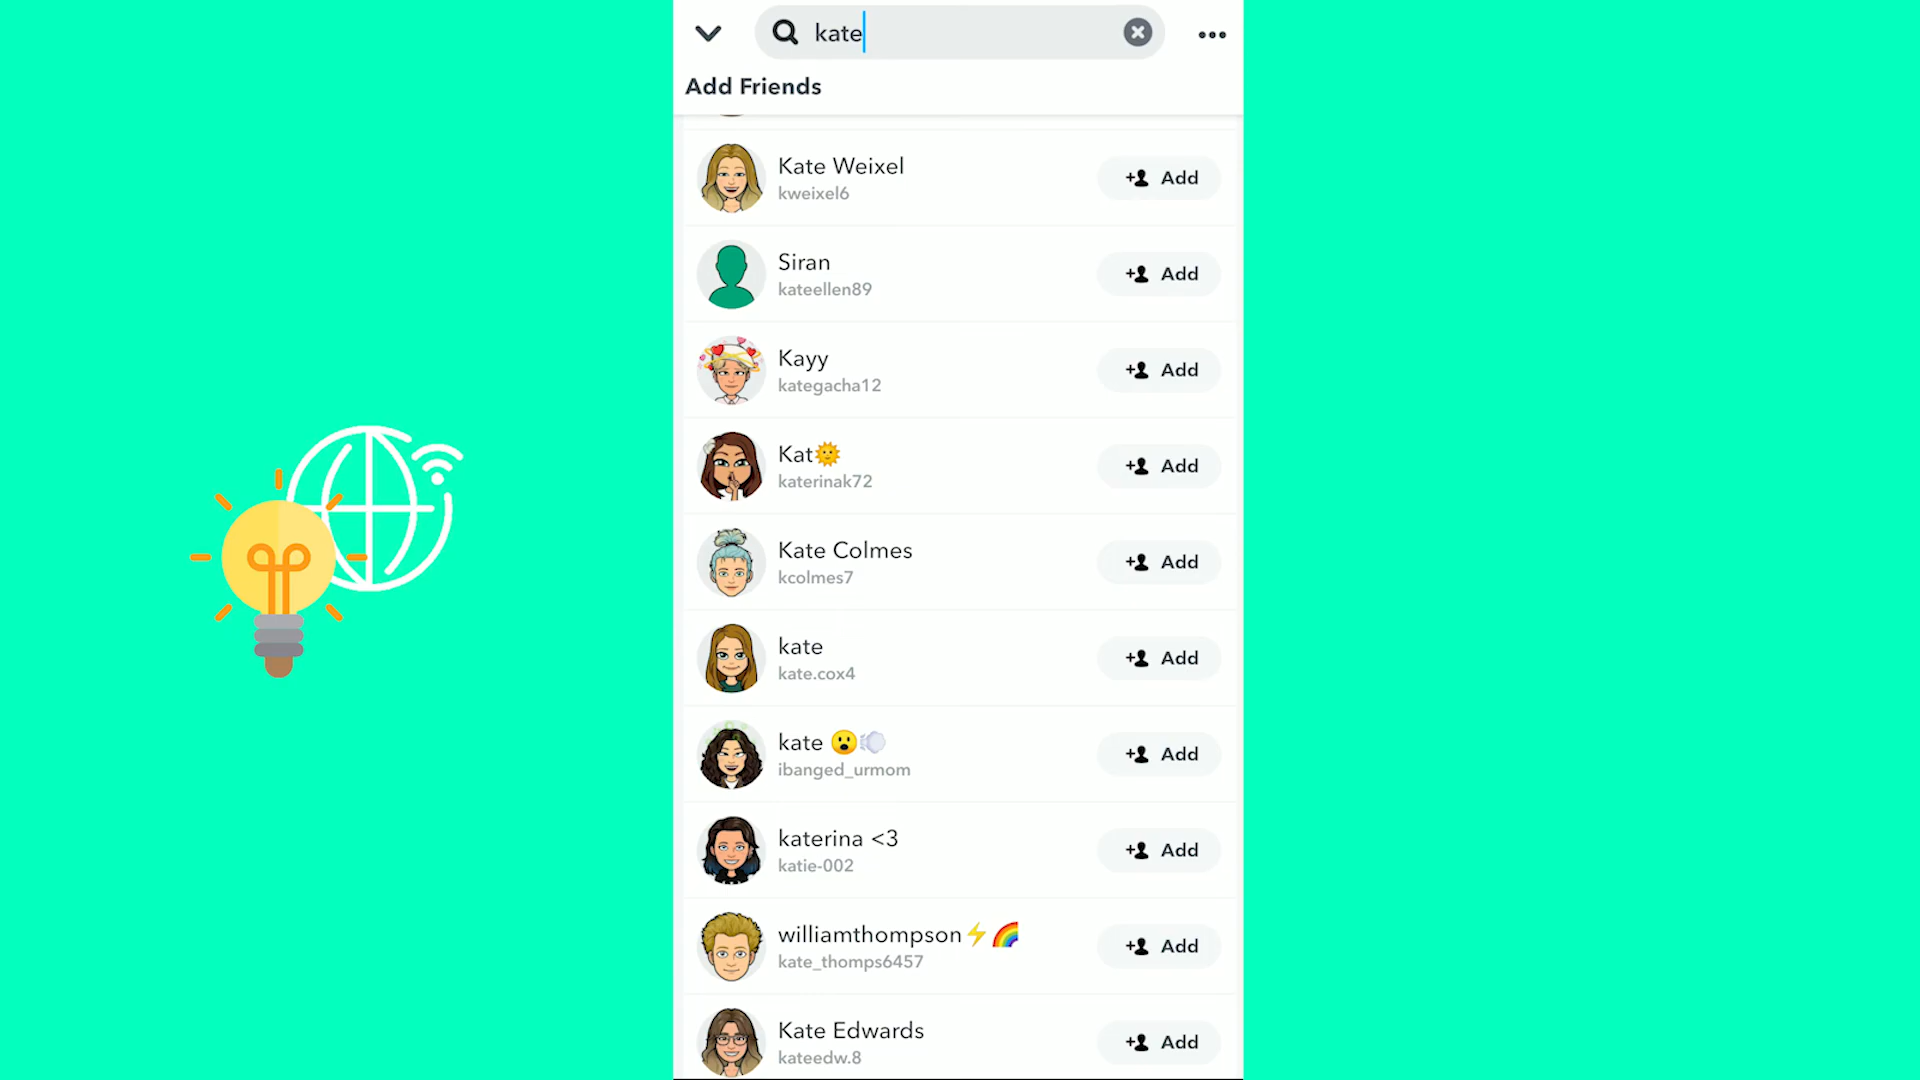 kate
Add Friends
Kate Weixel
kweixel6
Add
Siran
kateellen89
Add
Kayy
kategacha12
Add
Kat🌞
katerinak72
Add
Kate Colmes
kcolmes7
Add
kate
kate.cox4
Add
kate 😮💨
ibanged_urmom
Add
katerina <3
katie-002
Add
williamthompson⚡🌈
kate_thomps6457
Add
Kate Edwards
kateedw.8
Add